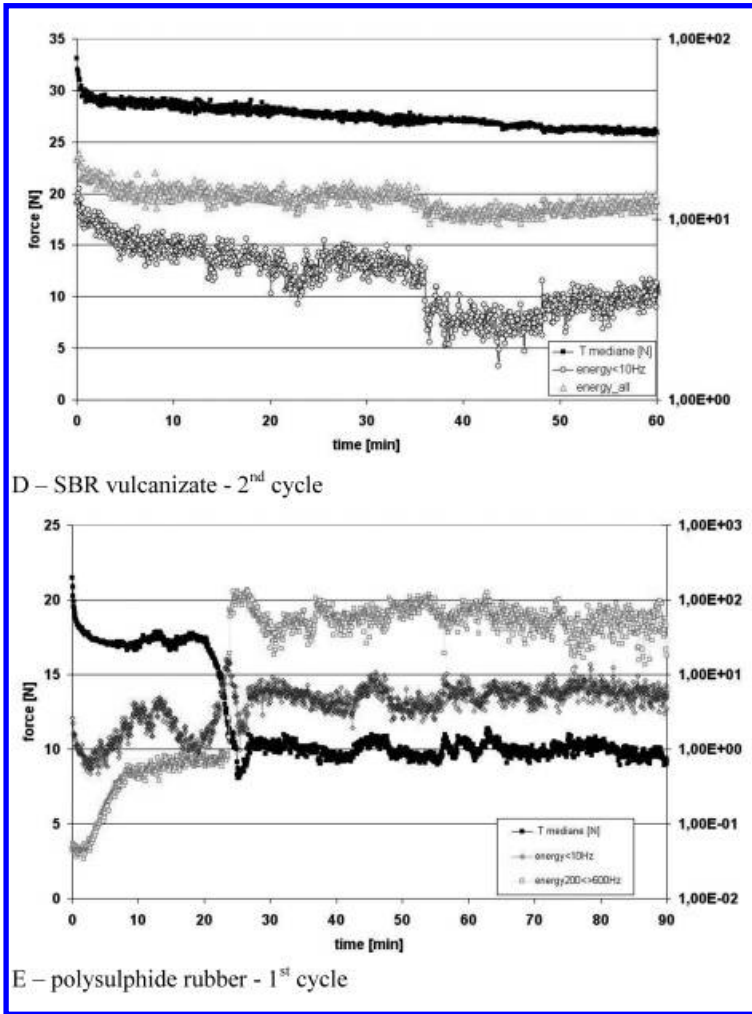 35
30
25
20
15
10
5
0
force [N]
1,00E+02
1,00E+01
1,00E+00
0 10 20 30 40 50 60
time [min]
T mediane [N]
energy<10Hz
energy_all
D – SBR vulcanizate - 2nd cycle
25
20
15
10
5
0
force [N]
1,00E+03
1,00E+02
1,00E+01
1,00E+00
1,00E-01
1,00E-02
0 10 20 30 40 50 60 70 80 90
time [min]
T mediane [N]
energy<10Hz
energy200<>600Hz
E – polysulphide rubber - 1st cycle